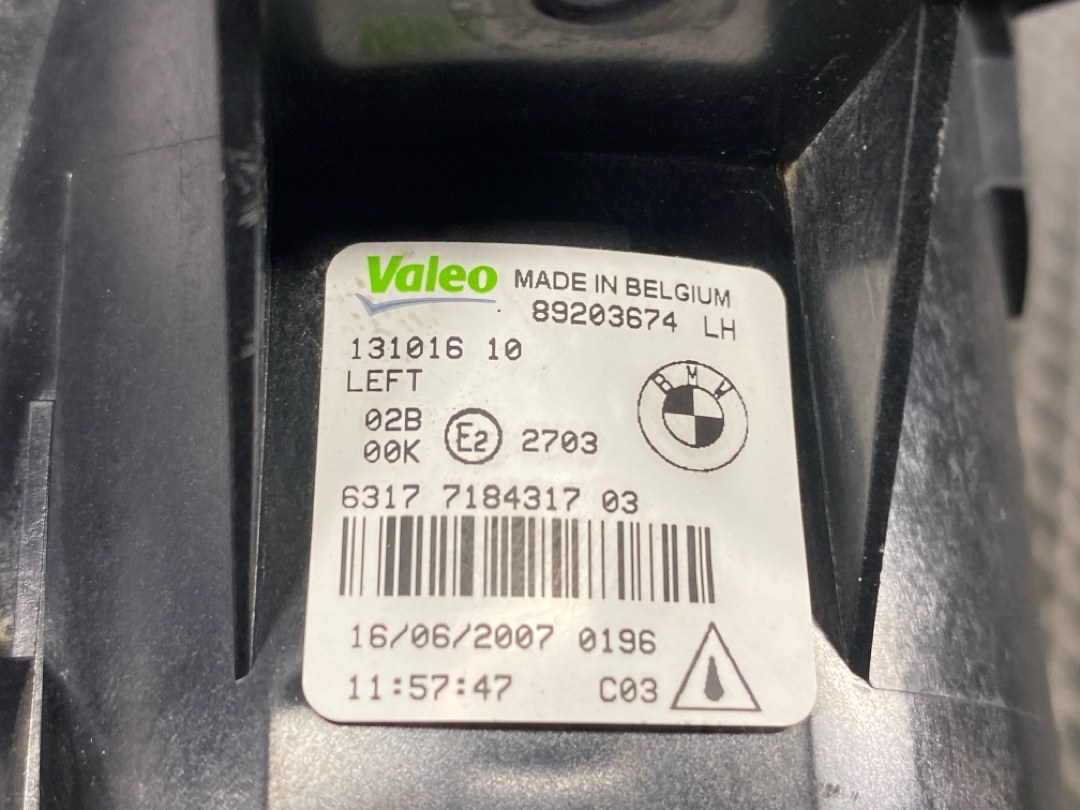 Valeo MADE IN BELGIUM
89203674 LH
131016 10
LEFT
BMW
02B
00K E2 2703
6317 7184317 03
16/06/2007 0196
11:57:47 C03